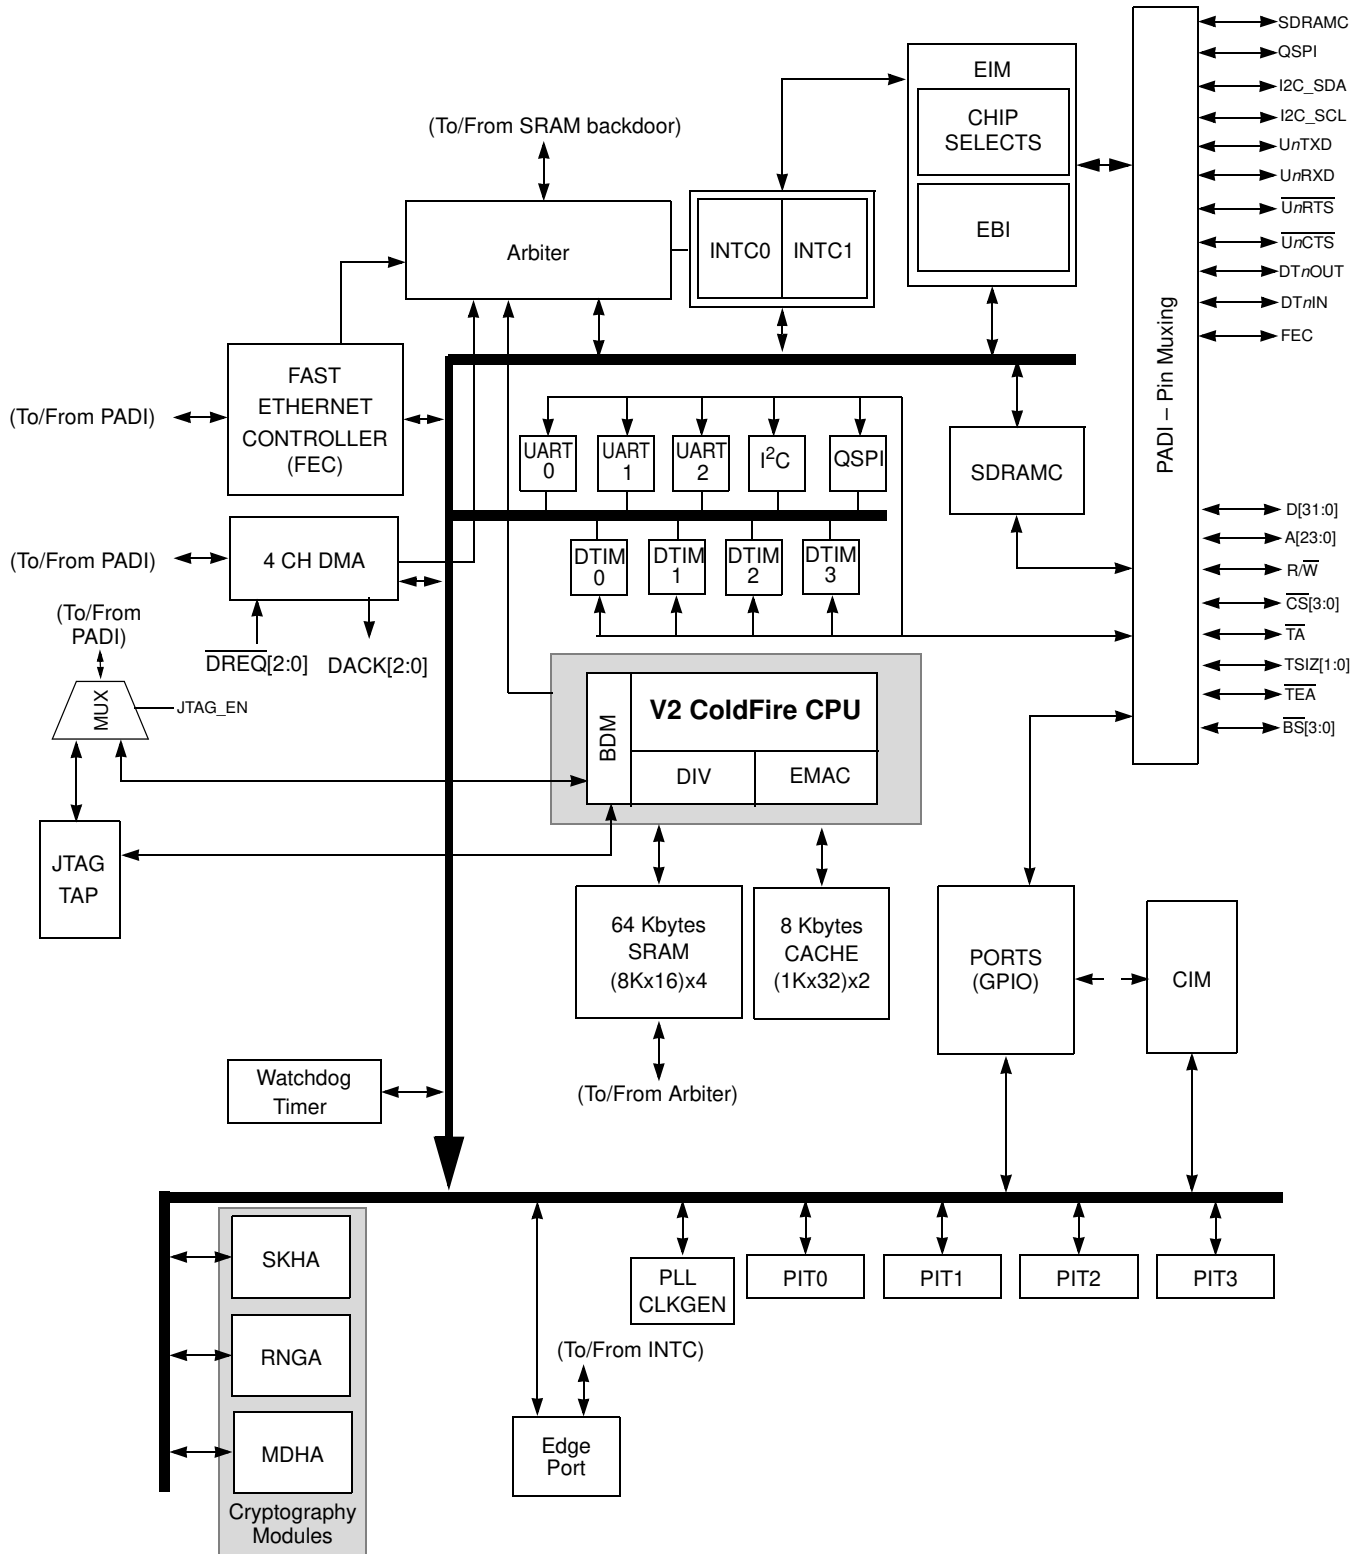 SDRAMC
QSPI
I2C_SDA
I2C_SCL
UnTXD
UnRXD
UnRTS
UnCTS
DTnOUT
DTnIN
FEC
PADI – Pin Muxing
D[31:0]
A[23:0]
R/W
CS[3:0]
TA
TSIZ[1:0]
TEA
BS[3:0]
EIM
CHIP
SELECTS
EBI
(To/From SRAM backdoor)
Arbiter
INTC0
INTC1
FAST
ETHERNET
CONTROLLER
(FEC)
(To/From PADI)
UART
0
UART
1
UART
2
I²C
QSPI
SDRAMC
DTIM
0
DTIM
1
DTIM
2
DTIM
3
(To/From PADI)
4 CH DMA
DREQ[2:0]
DACK[2:0]
(To/From
PADI)
MUX
JTAG_EN
BDM
V2 ColdFire CPU
DIV
EMAC
JTAG
TAP
64 Kbytes
SRAM
(8Kx16)x4
8 Kbytes
CACHE
(1Kx32)x2
PORTS
(GPIO)
CIM
(To/From Arbiter)
Watchdog
Timer
SKHA
RNGA
MDHA
Cryptography
Modules
PLL
CLKGEN
PIT0
PIT1
PIT2
PIT3
(To/From INTC)
Edge
Port